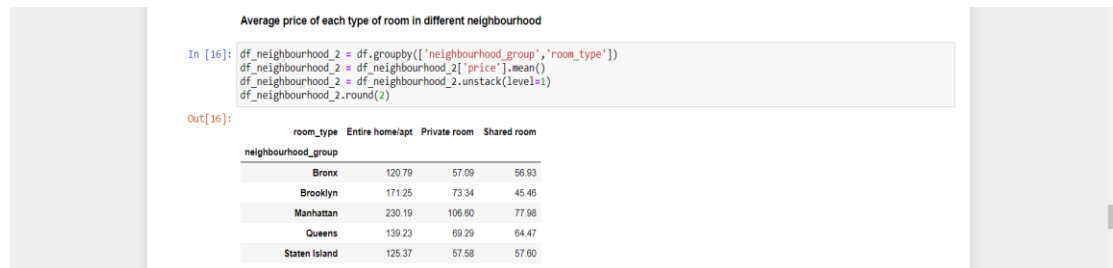 Average price of each type of room in different neighbourhood
In [16]: df_neighbourhood_2 = df.groupby(['neighbourhood_group','room_type'])
df_neighbourhood_2 = df_neighbourhood_2['price'].mean()
df_neighbourhood_2 = df_neighbourhood_2.unstack(level=1)
df_neighbourhood_2.round(2)
Out[16]:
room_type Entire home/apt Private room Shared room
neighbourhood_group
Bronx 120.79 57.09 56.93
Brooklyn 171.25 73.34 45.46
Manhattan 230.19 106.60 77.98
Queens 139.23 69.29 64.47
Staten Island 125.37 57.58 57.60